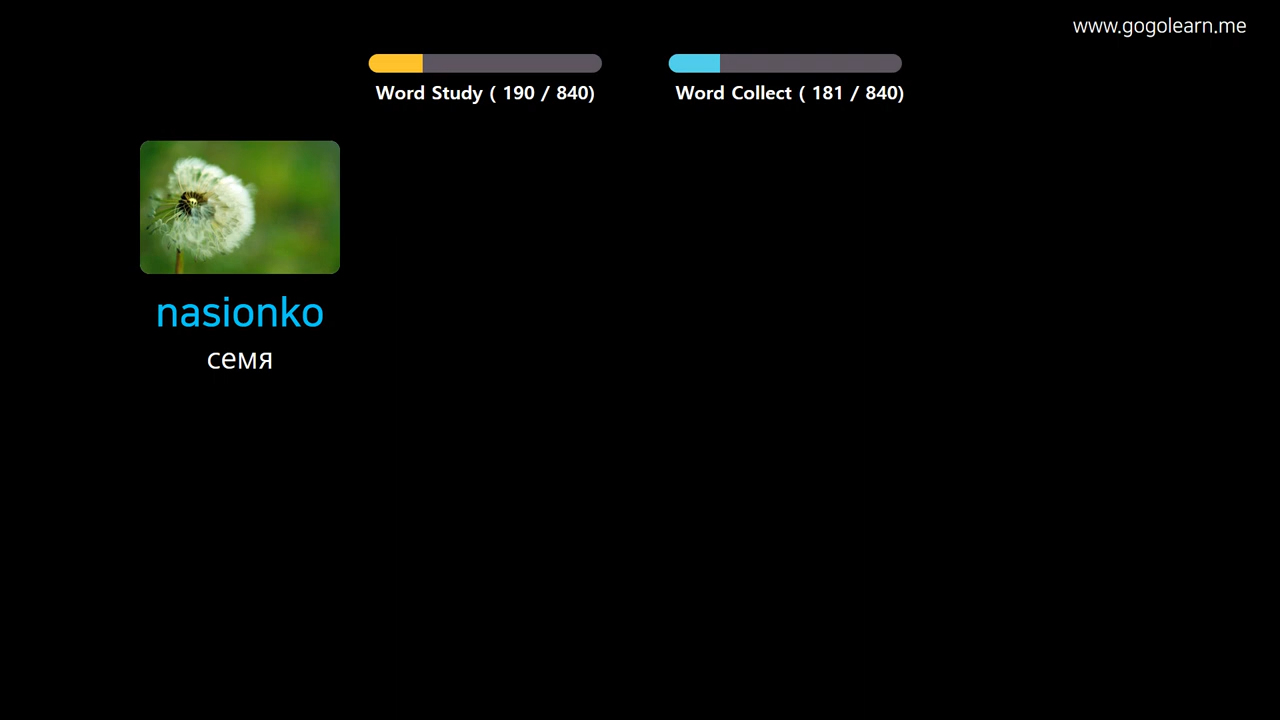 www.gogolearn.me
Word Study ( 190 / 840)
Word Collect ( 181 / 840)
nasionko
семя